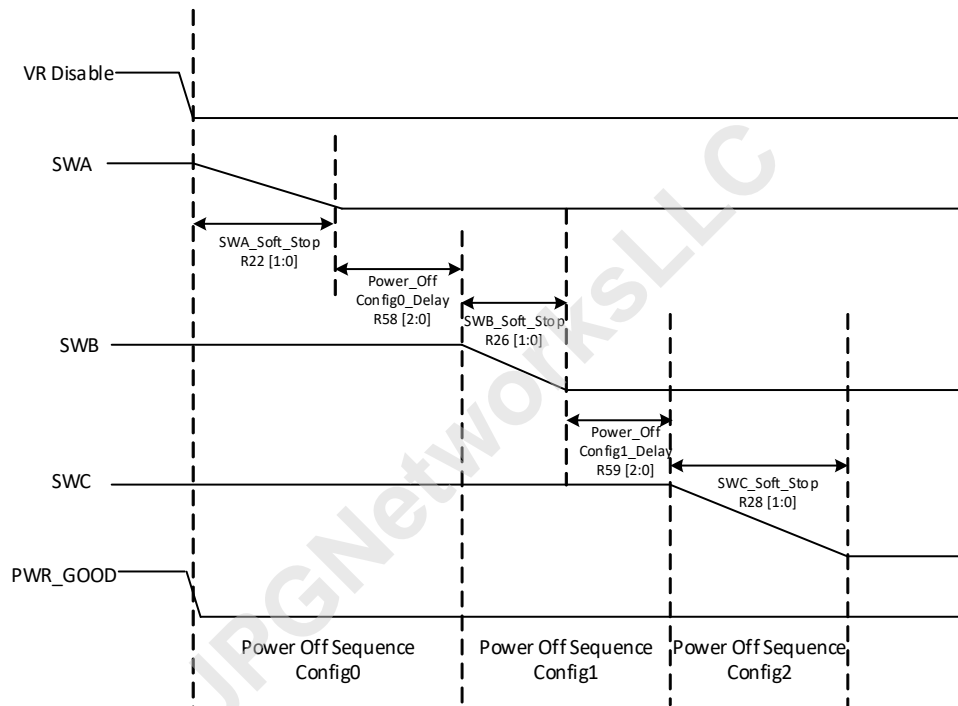 VR Disable
SWA
SWA_Soft_Stop
R22 [1:0]
Power_Off
Config0_Delay
R58 [2:0]
SWB_Soft_Stop
R26 [1:0]
SWB
Power_Off
Config1_Delay
R59 [2:0]
SWC
SWC_Soft_Stop
R28 [1:0]
PWR_GOOD
Power Off Sequence
Config0
Power Off Sequence
Config1
Power Off Sequence
Config2
JPGNetworksLLC